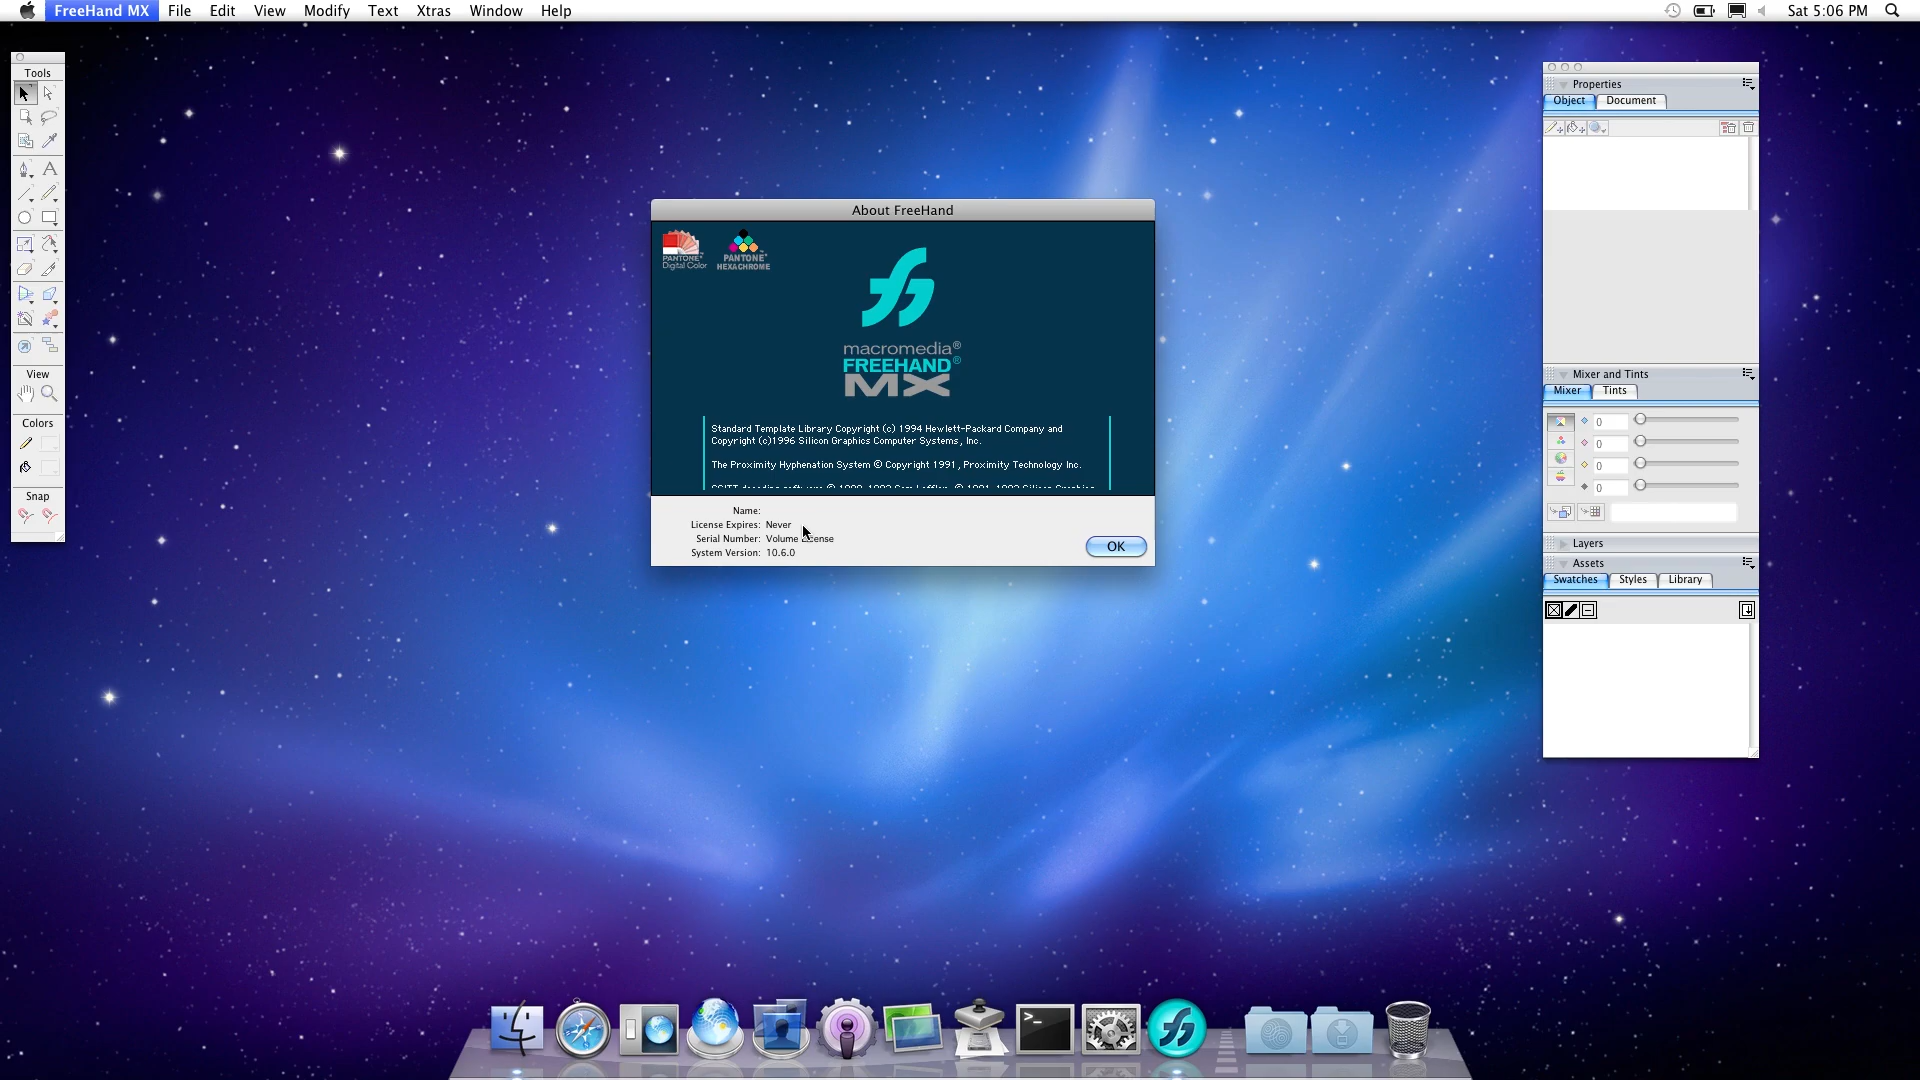 FreeHand MX File Edit View Modify Text Xtras Window Help
Sat 5:06 PM
Tools
View
Colors
Snap
About FreeHand
PANTONE®
Digital Color
PANTONE®
HEXACHROME
macromedia®
FREEHAND®
MX
Standard Template Library Copyright (c) 1994 Hewlett-Packard Company and
Copyright (c)1996 Silicon Graphics Computer Systems, Inc.
The Proximity Hyphenation System © Copyright 1991, Proximity Technology Inc.
Name:
License Expires: Never
Serial Number: Volume License
System Version: 10.6.0
OK
Properties
Object Document
Mixer and Tints
Mixer Tints
0
0
0
0
Layers
Assets
Swatches Styles Library